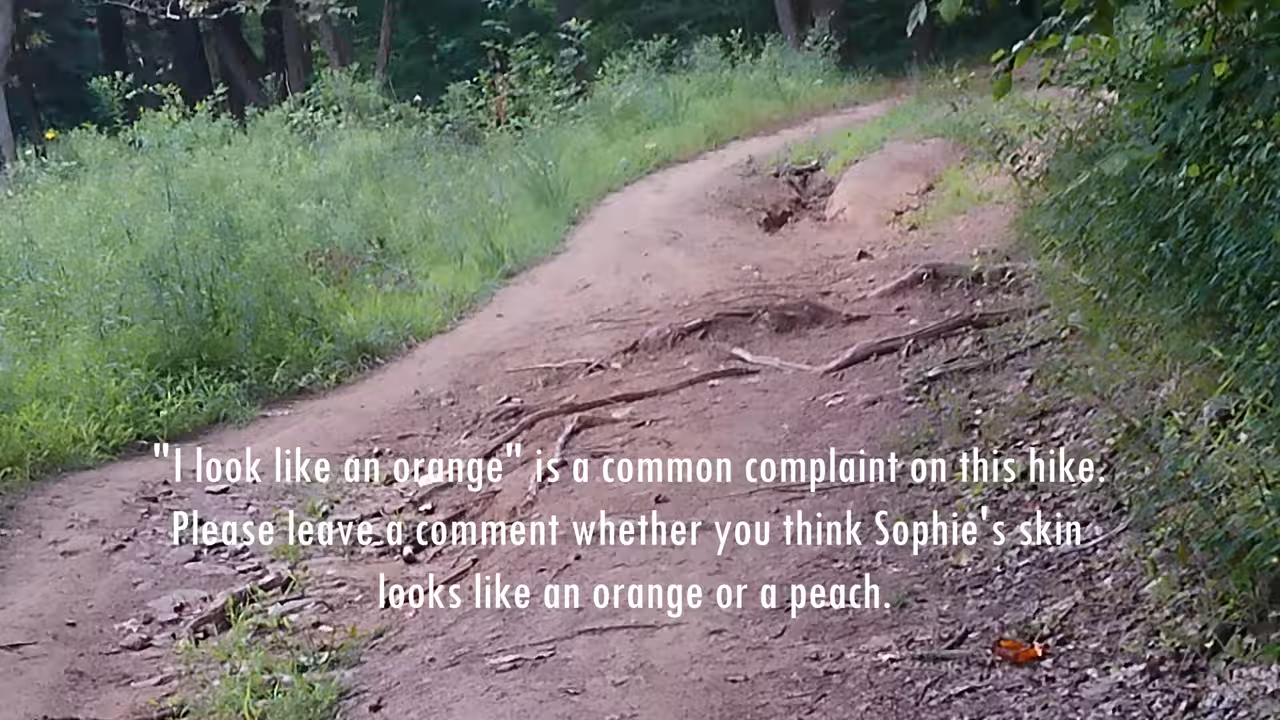 "I look like an orange" is a common complaint on this hike.
Please leave a comment whether you think Sophie's skin
looks like an orange or a peach.